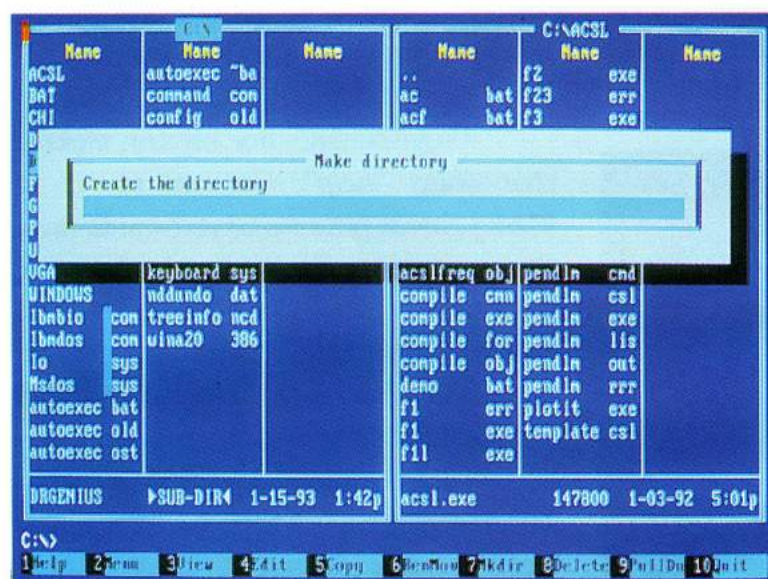 C:\ C:\ACSL
Name Name Name Name Name Name
ACSL autoexec ~ba .. f2 exe
BAT command com ac bat f23 err
CHI config old acf bat f3 exe
Make directory
Create the directory
VGA keyboard sys acslfreq obj pendlm cmd
WINDOWS nddundo dat compile cmn pendlm csl
Ibmbio com treeinfo ncd compile exe pendlm exe
Ibmdos com wina20 386 compile for pendlm lis
Io sys compile obj pendlm out
Msdos sys demo bat pendlm rrr
autoexec bat f1 err plotit exe
autoexec old f1 exe template csl
autoexec ost f11 exe
DRGENIUS ►SUB-DIR◄ 1-15-93 1:42p acsl.exe 147800 1-03-92 5:01p
C:\>
1Help 2Menu 3View 4Edit 5Copy 6RenMov 7Mkdir 8Delete 9PullDn 10Quit